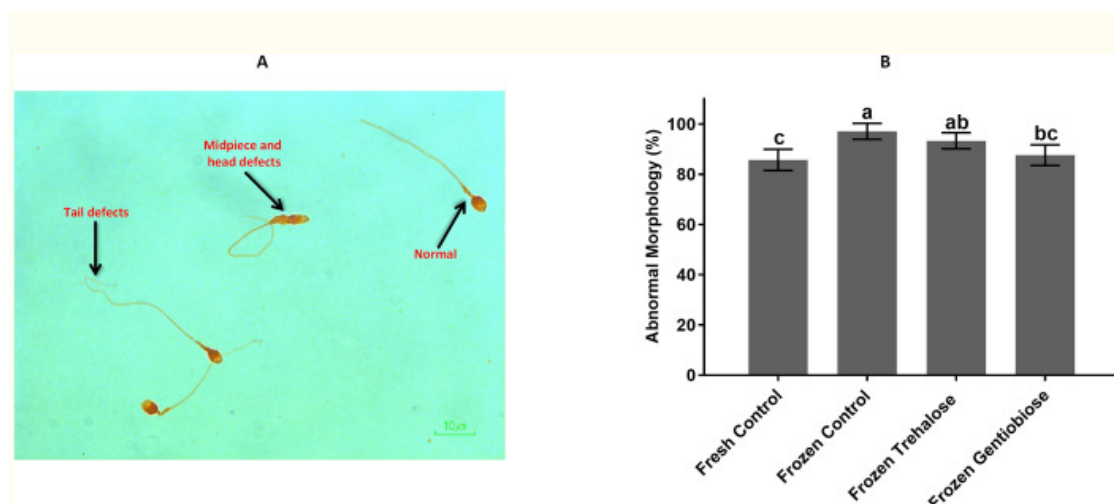 A
Midpiece and
head defects
Tail defects
Normal
10µm
B
Abnormal Morphology (%)
100
80
60
40
20
0
c
a
ab
bc
Fresh Control
Frozen Control
Frozen Trehalose
Frozen Gentiobiose